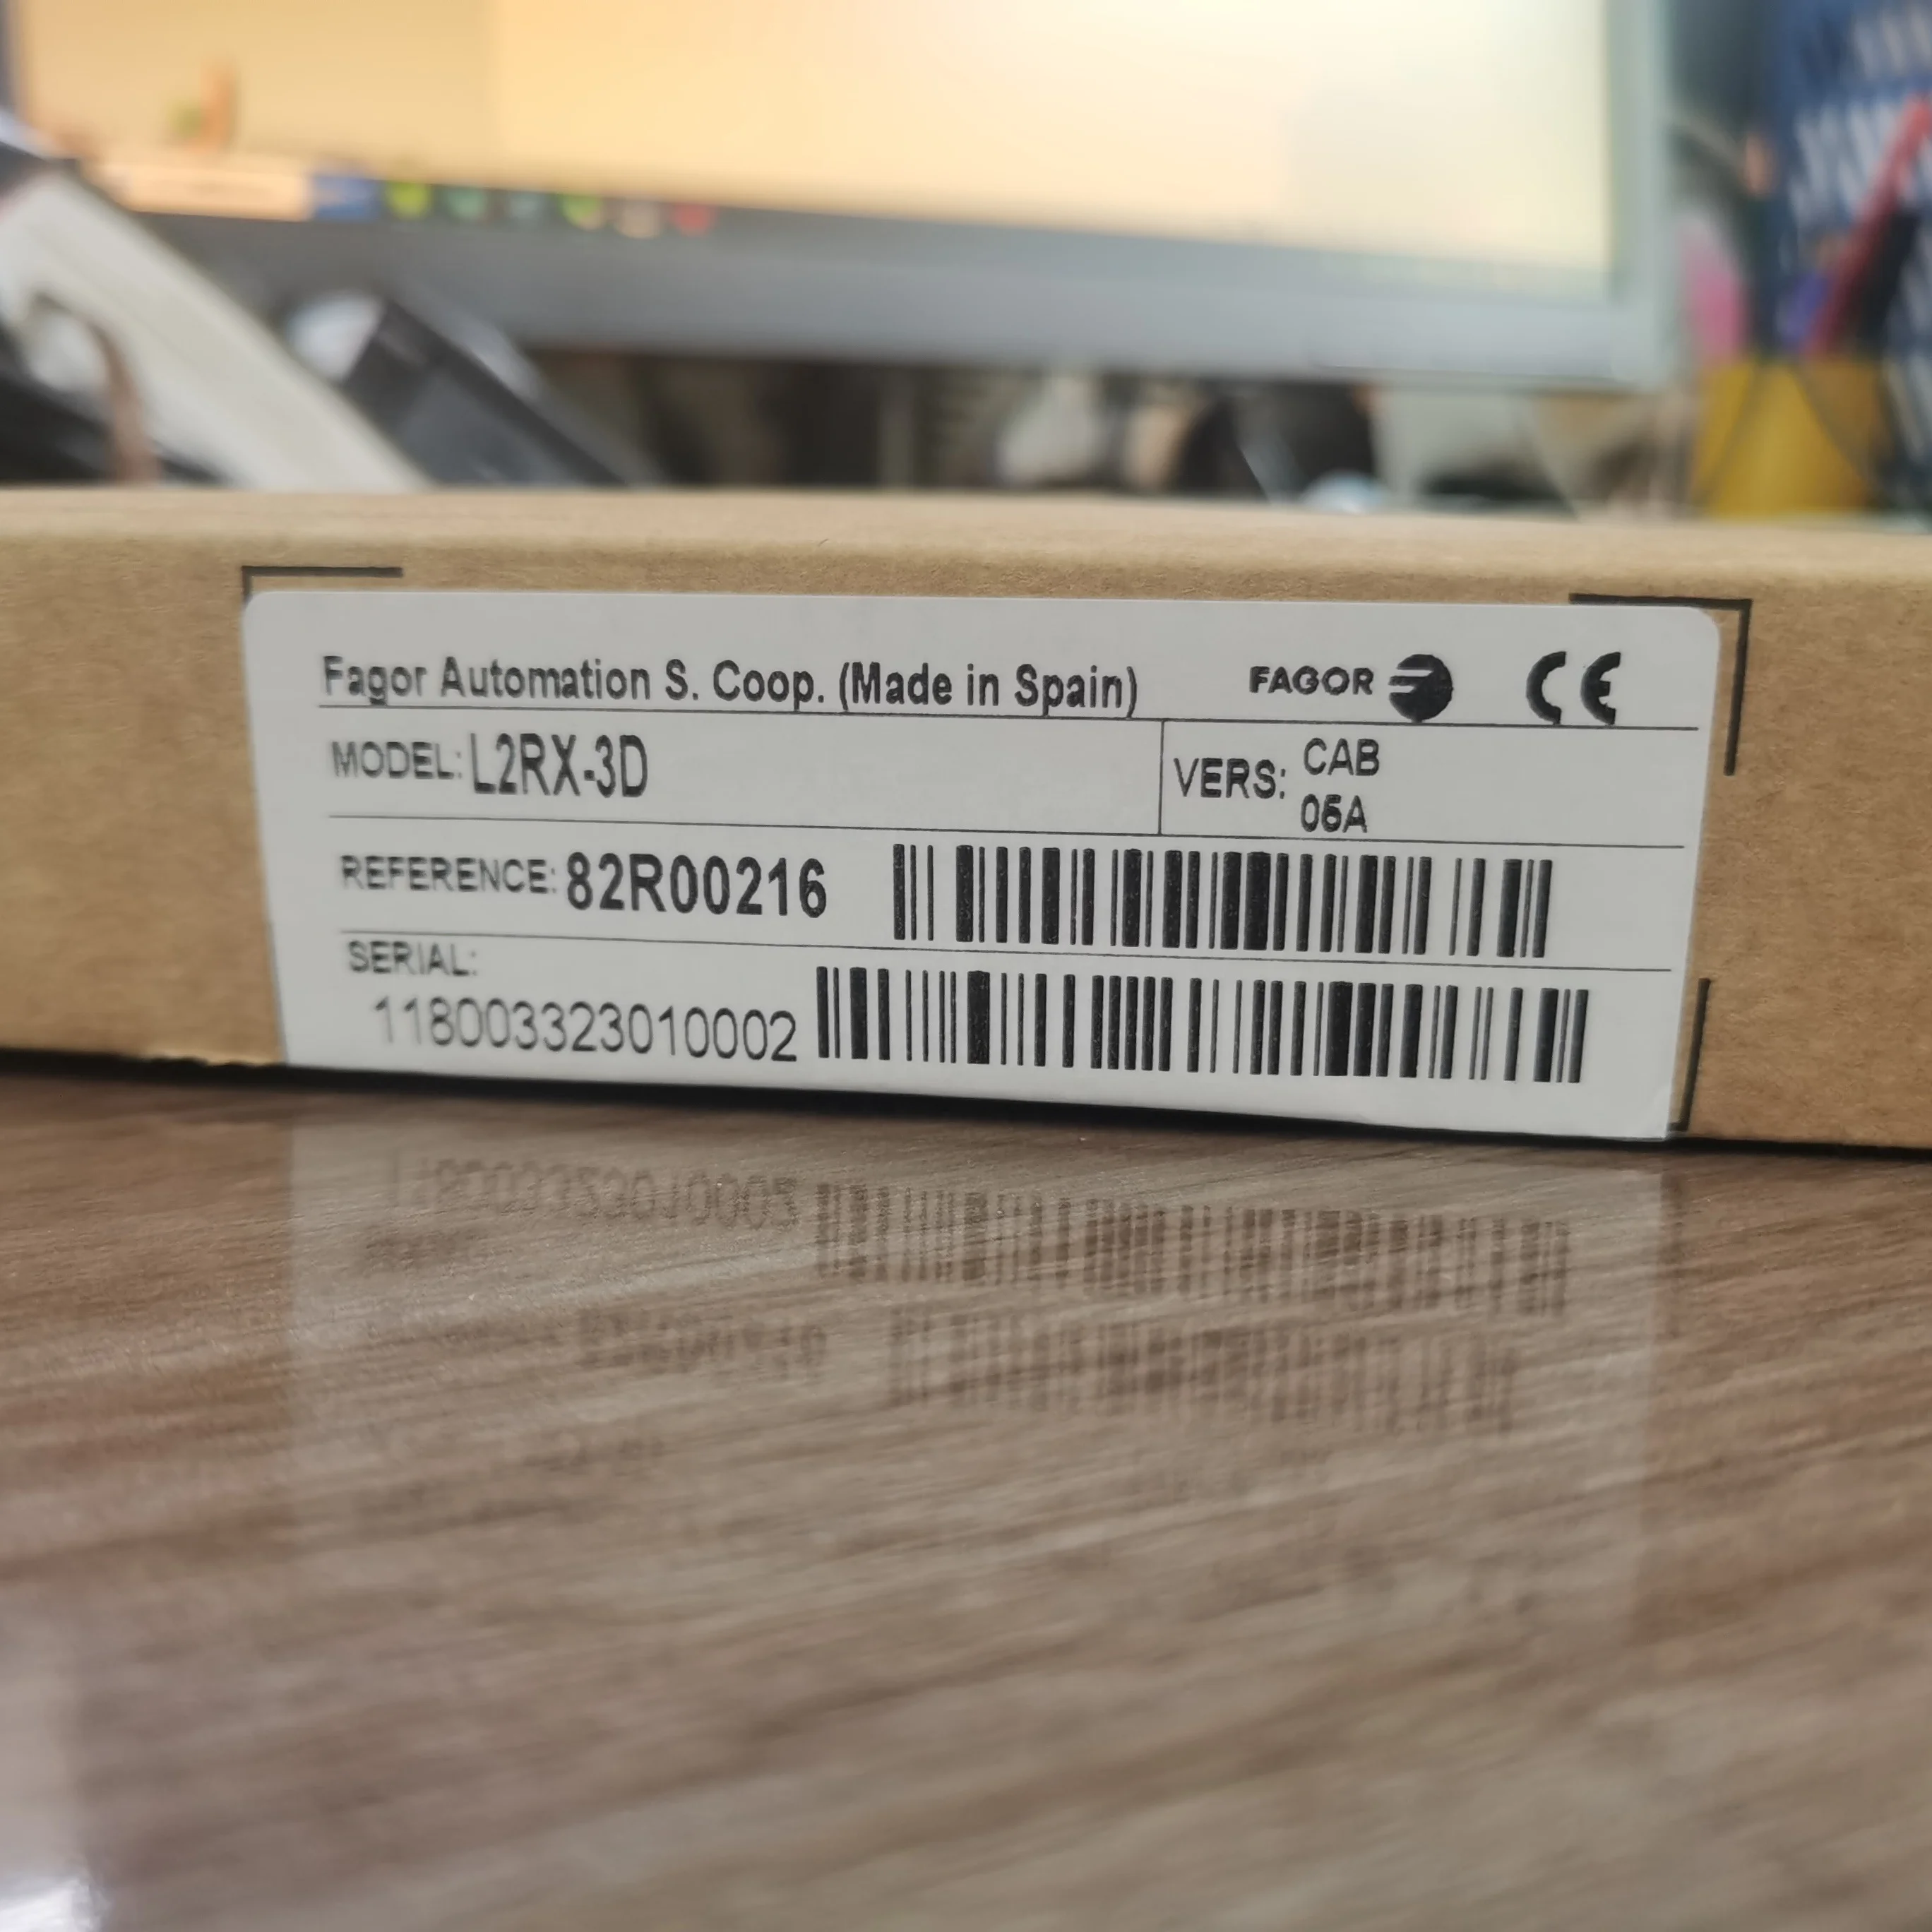 Fagor Automation S. Coop. (Made in Spain) FAGOR CE
MODEL: L2RX-3D VERS: CAB
05A
REFERENCE: 82R00216
SERIAL:
118003323010002